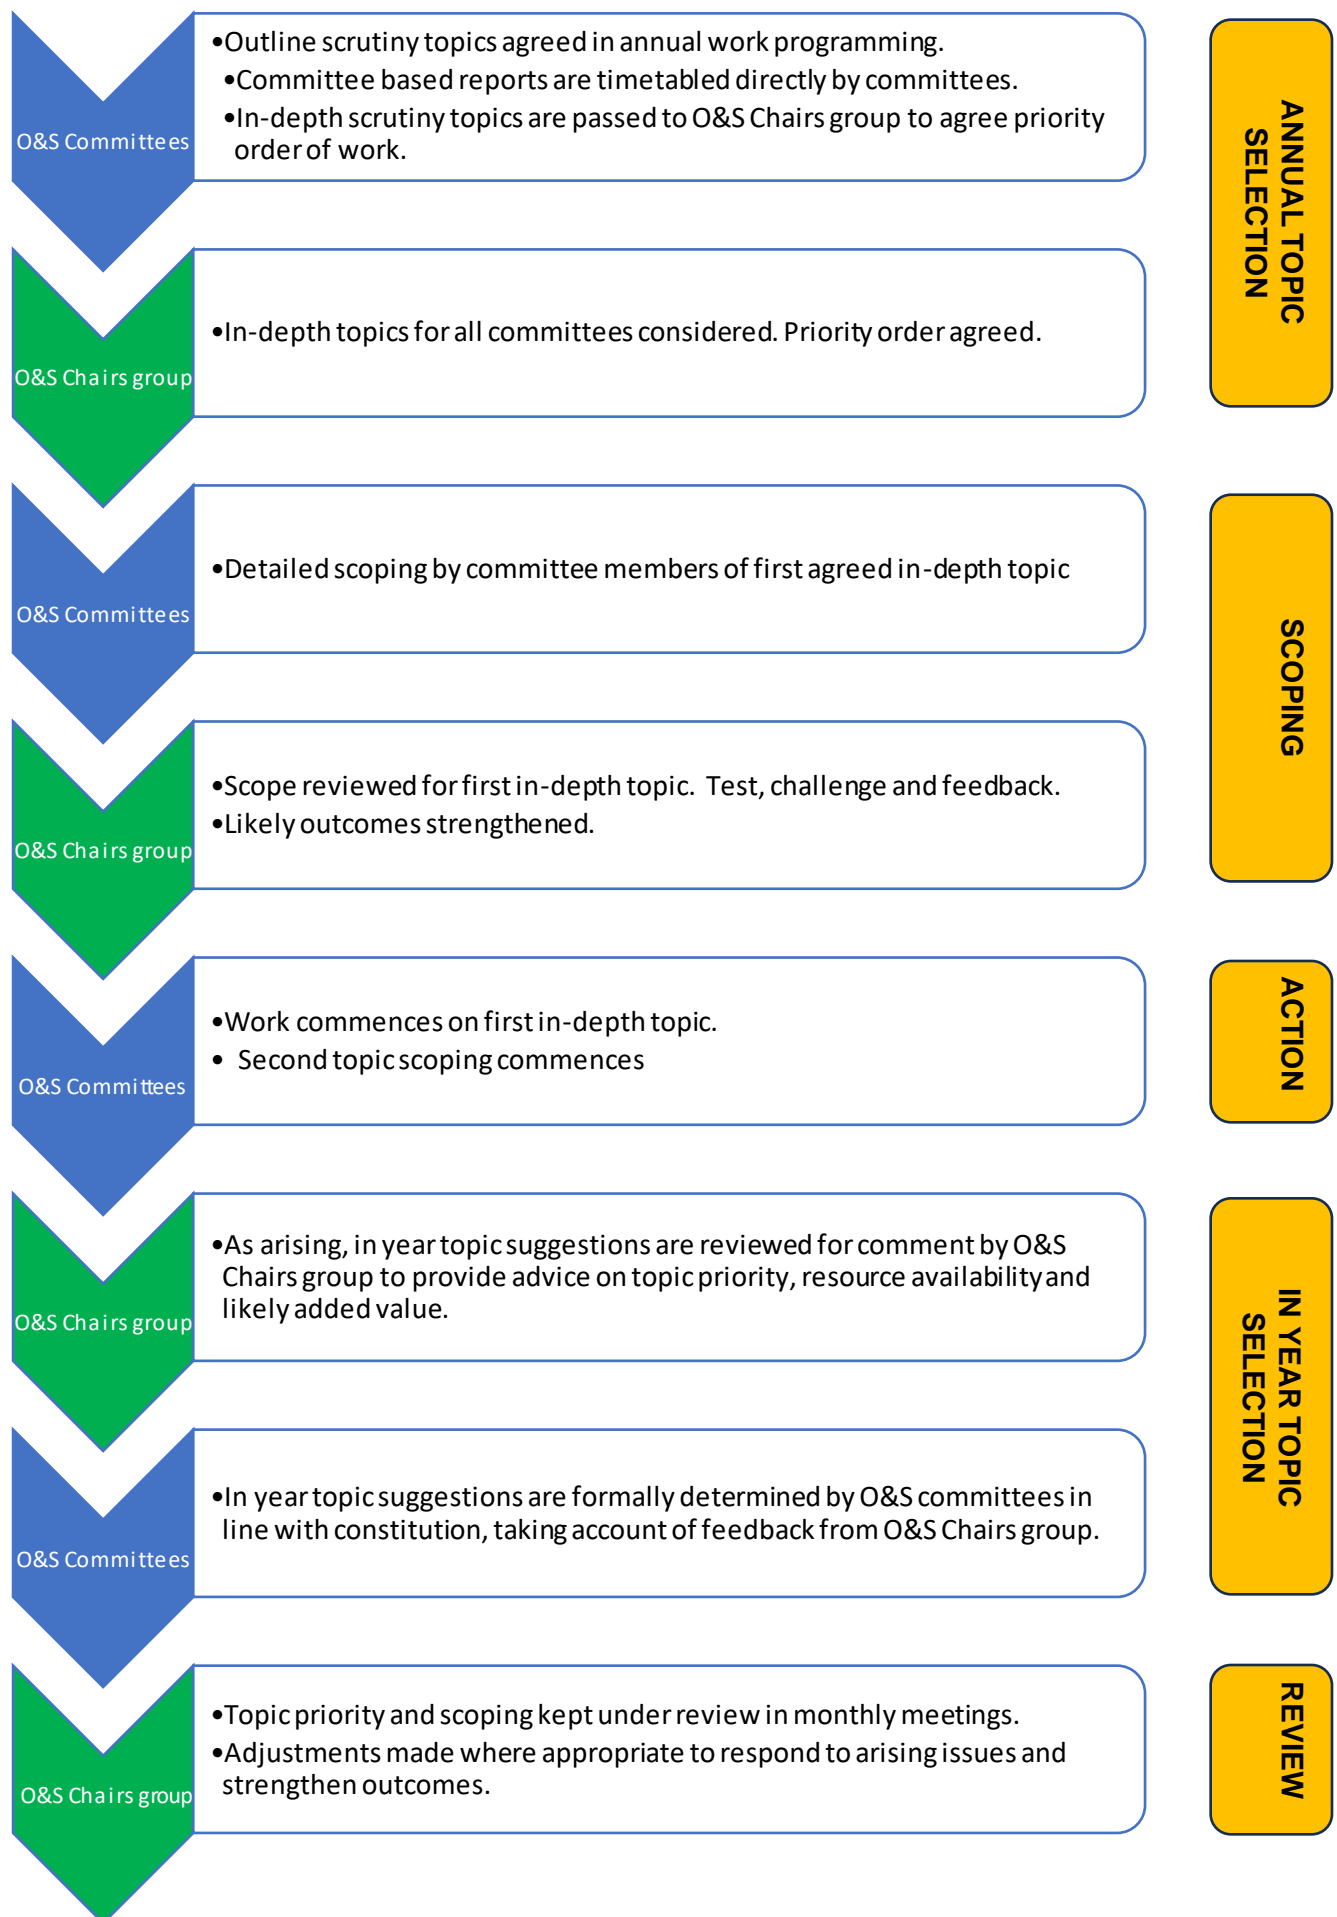 •Outline scrutiny topics agreed in annual work programming.
•Committee based reports are timetabled directly by committees.
•In-depth scrutiny topics are passed to O&S Chairs group to agree priority
order of work.
O&S Committees
ANNUAL TOPIC
SELECTION
•In-depth topics for all committees considered. Priority order agreed.
O&S Chairs group
•Detailed scoping by committee members of first agreed in-depth topic
O&S Committees
SCOPING
•Scope reviewed for first in-depth topic.  Test, challenge and feedback.
•Likely outcomes strengthened.
O&S Chairs group
•Work commences on first in-depth topic.
• Second topic scoping commences
O&S Committees
ACTION
•As arising, in year topic suggestions are reviewed for comment by O&S
Chairs group to provide advice on topic priority, resource availability and
likely added value.
O&S Chairs group
IN YEAR TOPIC
SELECTION
•In year topic suggestions are formally determined by O&S committees in
line with constitution, taking account of feedback from O&S Chairs group.
O&S Committees
•Topic priority and scoping kept under review in monthly meetings.
•Adjustments made where appropriate to respond to arising issues and
strengthen outcomes.
O&S Chairs group
REVIEW